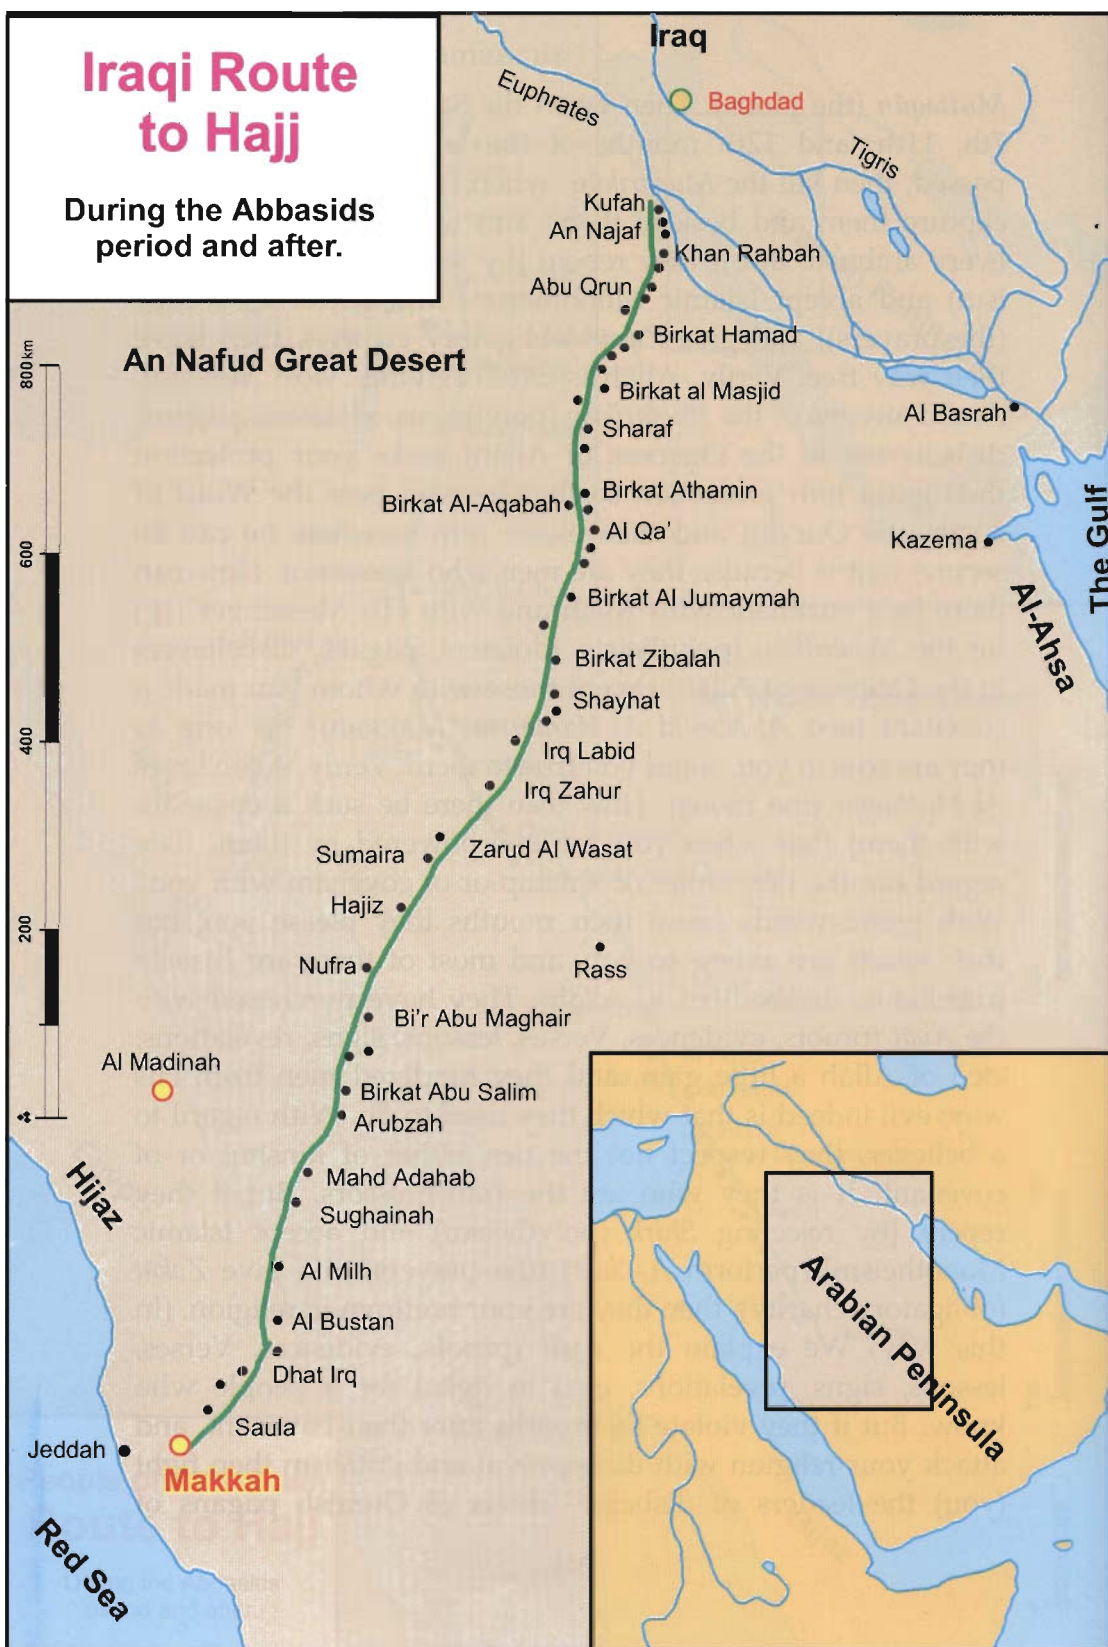 Iraqi Route
to Hajj
During the Abbasids
period and after.
Iraq
Euphrates
Baghdad
Tigris
Kufah
An Najaf
Khan Rahbah
Abu Qrun
Birkat Hamad
An Nafud Great Desert
800 km
Birkat al Masjid
Al Basrah
Sharaf
Birkat Athamin
Birkat Al-Aqabah
Al Qa'
Kazema
The Gulf
600
Birkat Al Jumaymah
Al-Ahsa
Birkat Zibalah
Shayhat
400
Irq Labid
Irq Zahur
Sumaira
Zarud Al Wasat
Hajiz
200
Nufra
Rass
Bi'r Abu Maghair
Al Madinah
Birkat Abu Salim
Arubzah
Hijaz
Mahd Adahab
Sughainah
Al Milh
Arabian Peninsula
Al Bustan
Dhat Irq
Saula
Jeddah
Makkah
Red Sea